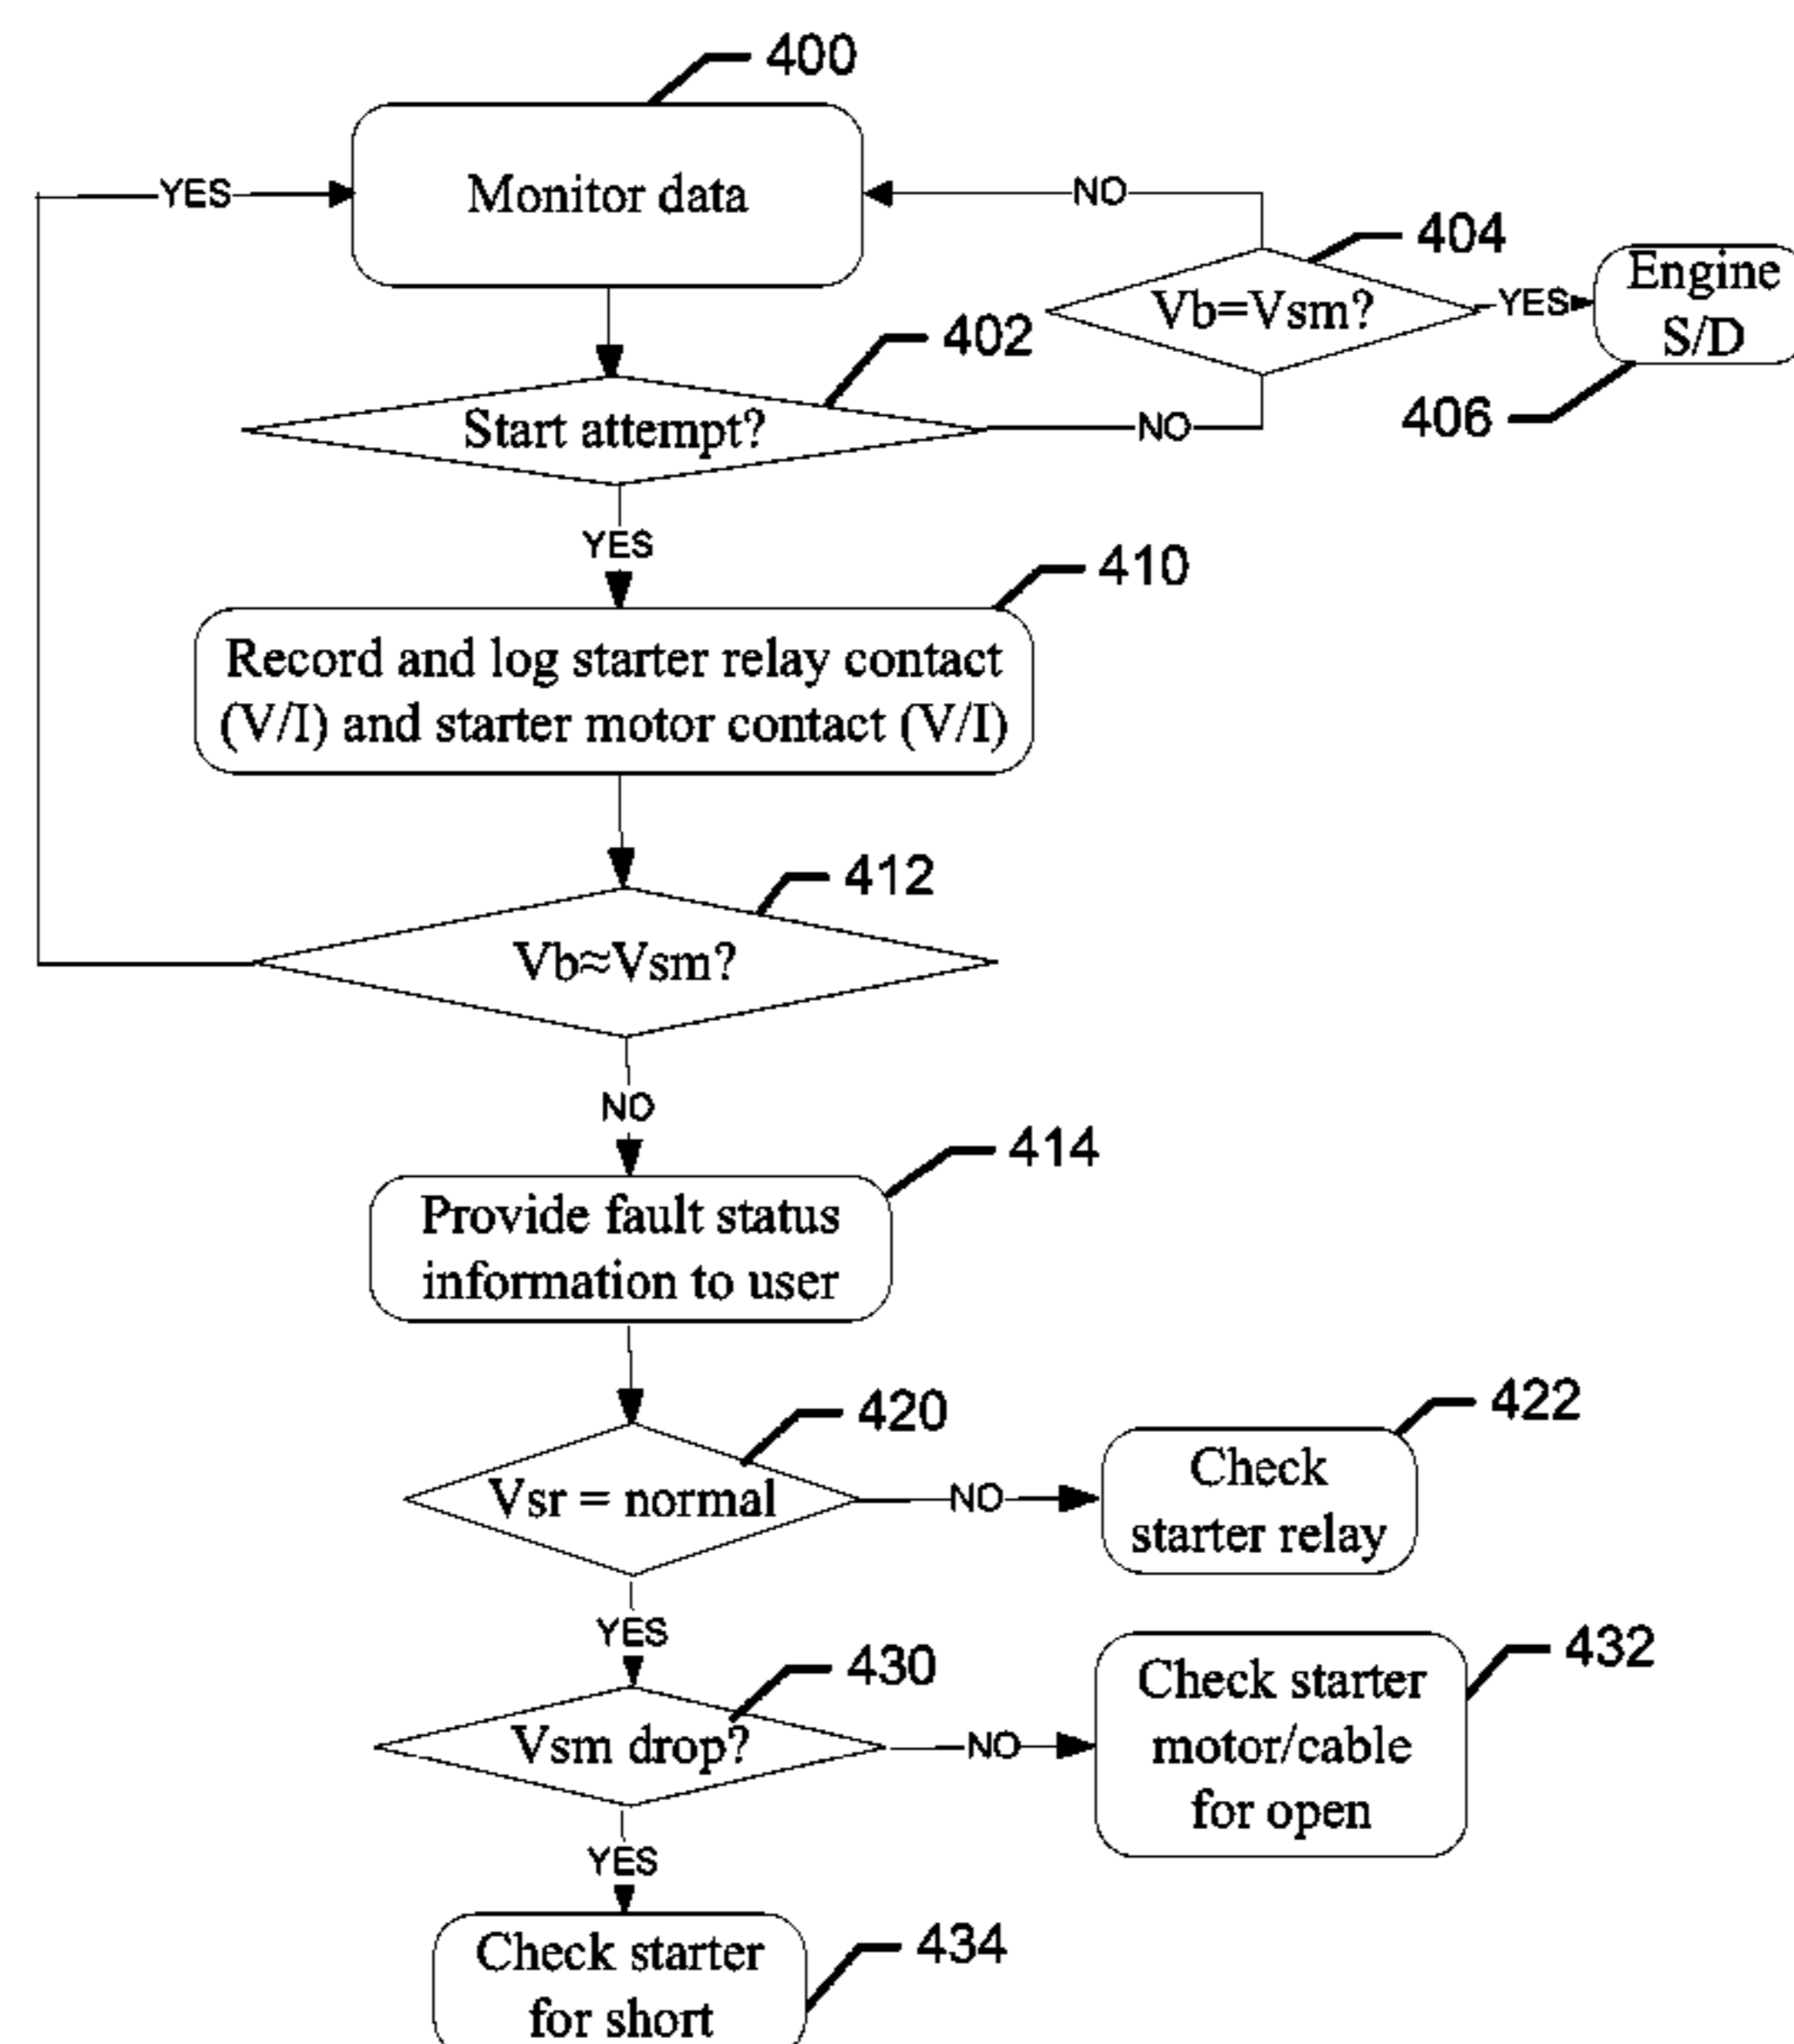 400
YES
Monitor data
NO
404
Vb=Vsm?
YES
Engine
S/D
402
406
Start attempt?
NO
YES
410
Record and log starter relay contact
(V/I) and starter motor contact (V/I)
412
Vb≈Vsm?
NO
414
Provide fault status
information to user
420
422
Vsr = normal
NO
Check
starter relay
YES
430
432
Vsm drop?
NO
Check starter
motor/cable
for open
YES
434
Check starter
for short